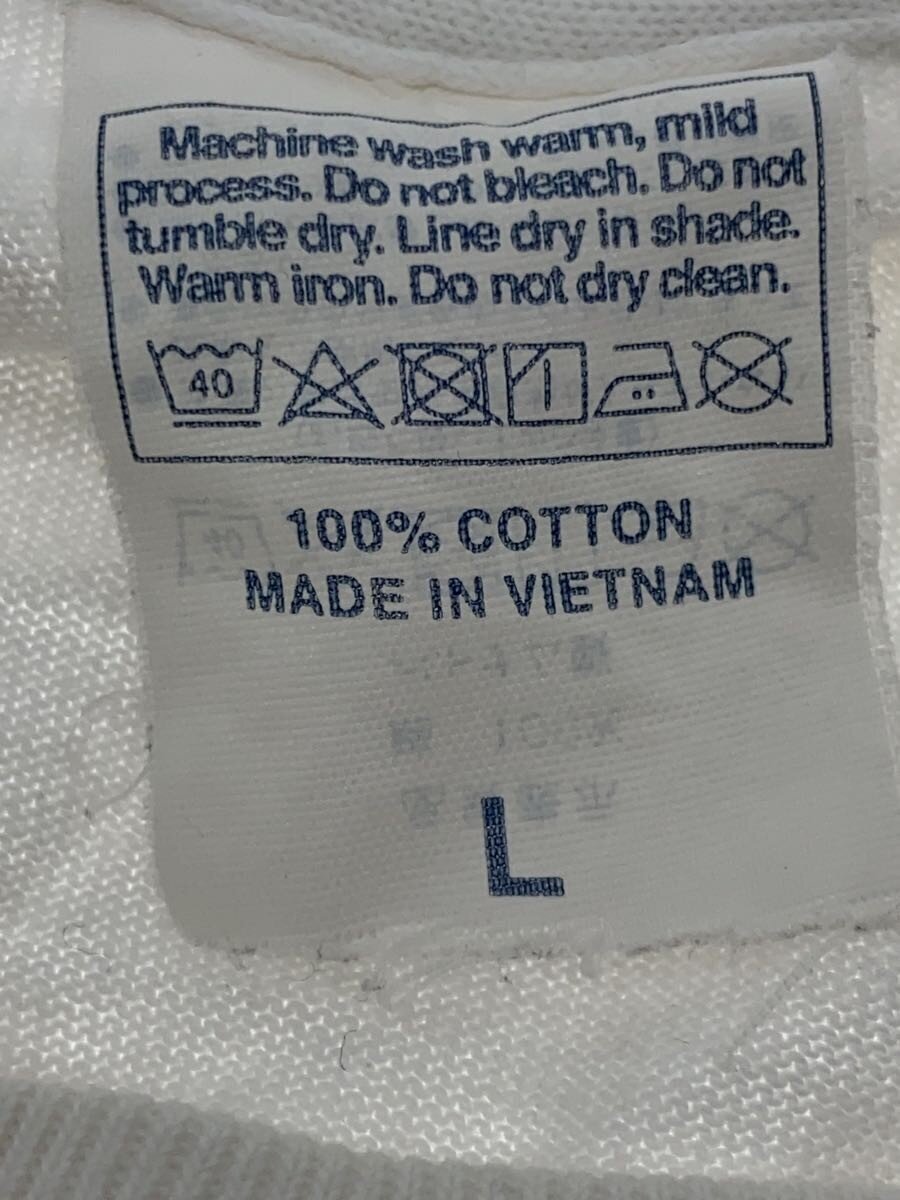 Machine wash warm, mild
process. Do not bleach. Do not
tumble dry. Line dry in shade.
Warm iron. Do not dry clean.
40
100% COTTON
MADE IN VIETNAM
L